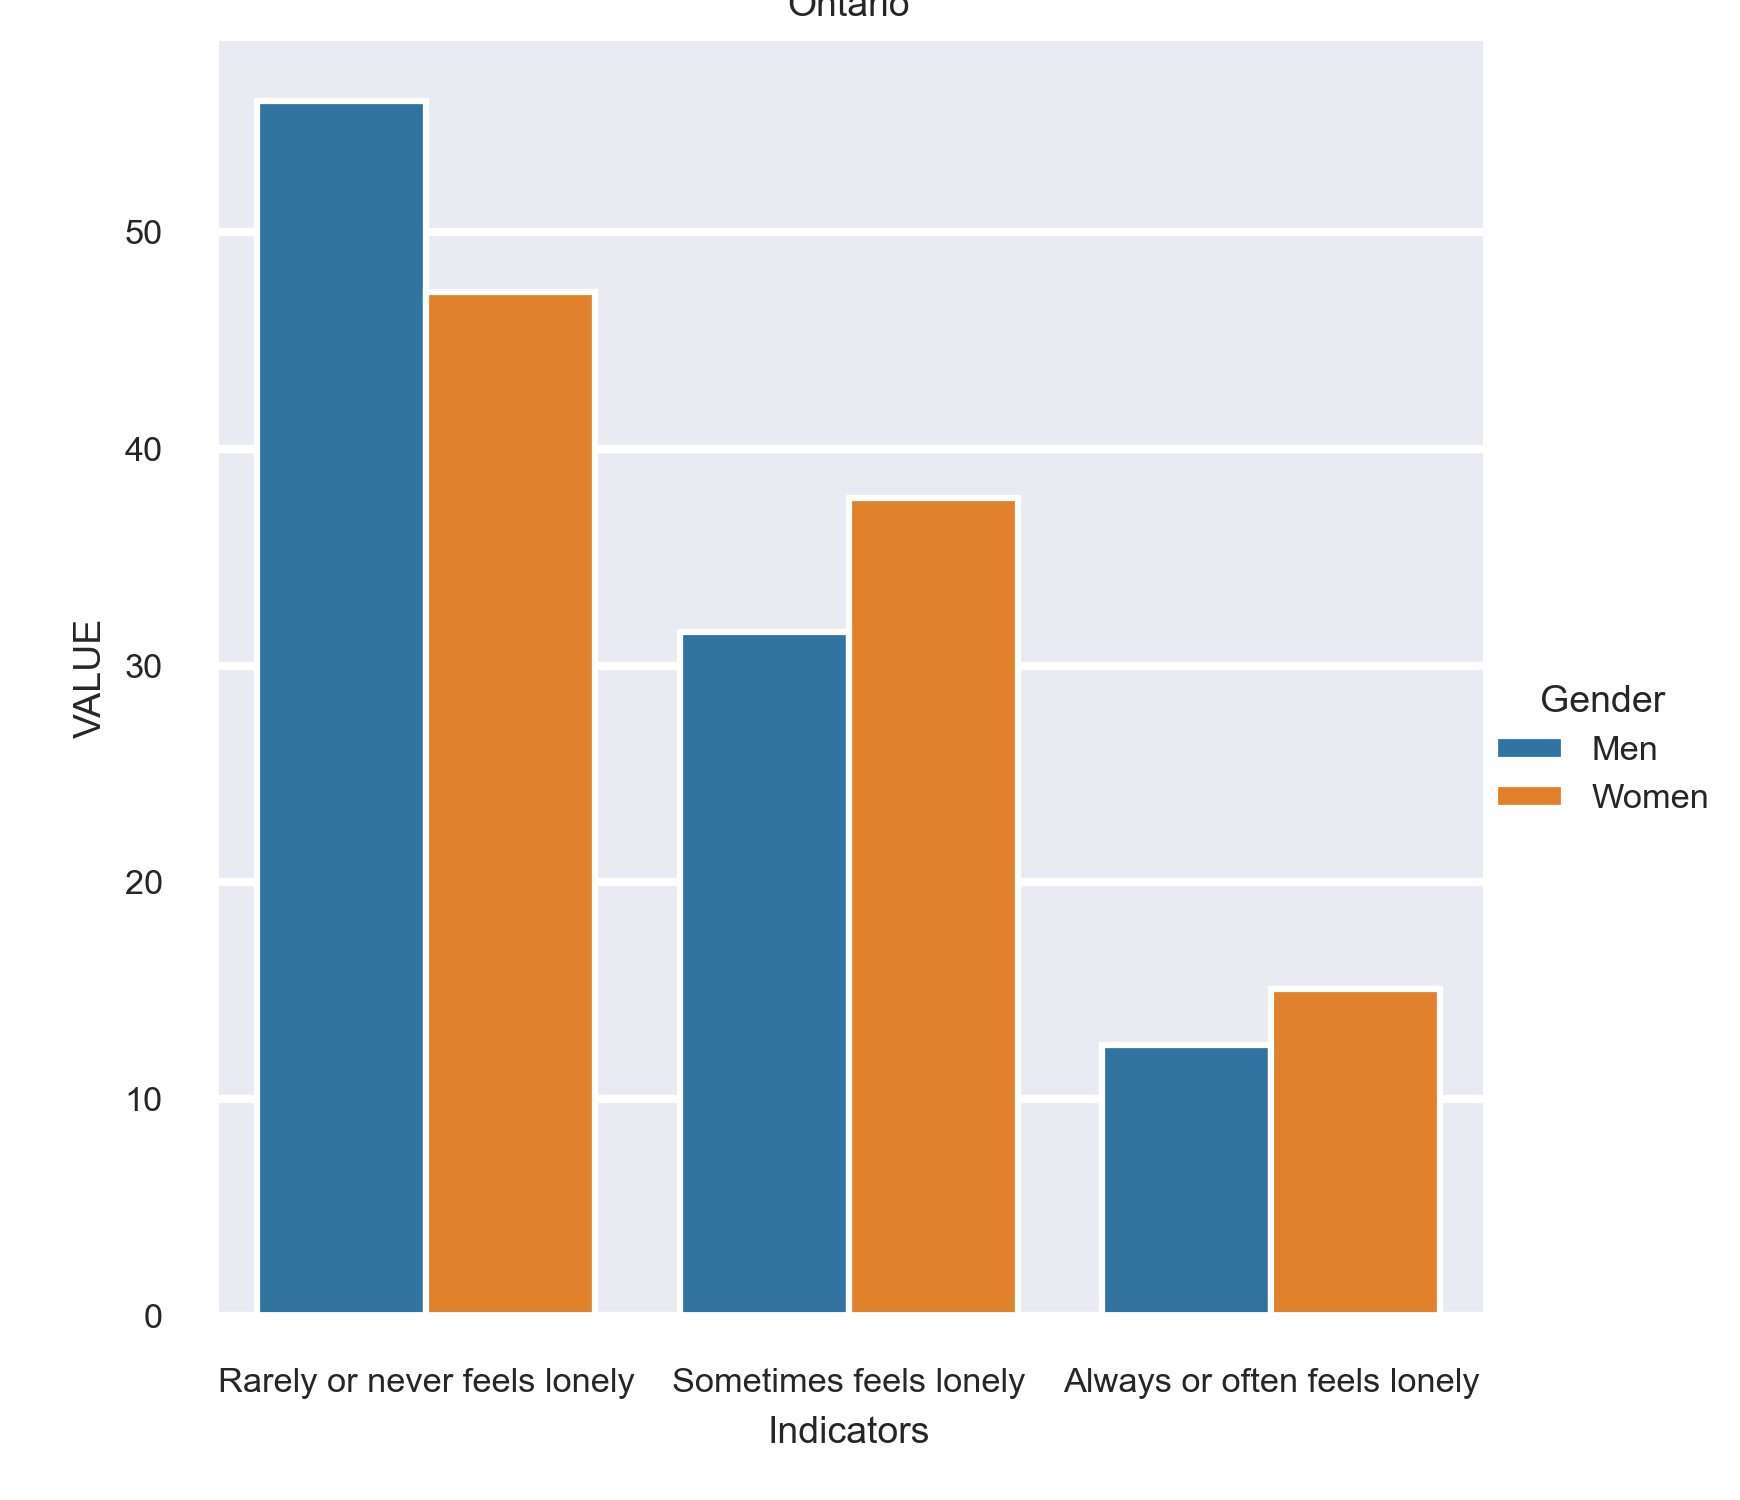 Ontario
50
40
30
20
10
0
VALUE
Gender
Men
Women
Rarely or never feels lonely
Sometimes feels lonely
Always or often feels lonely
Indicators